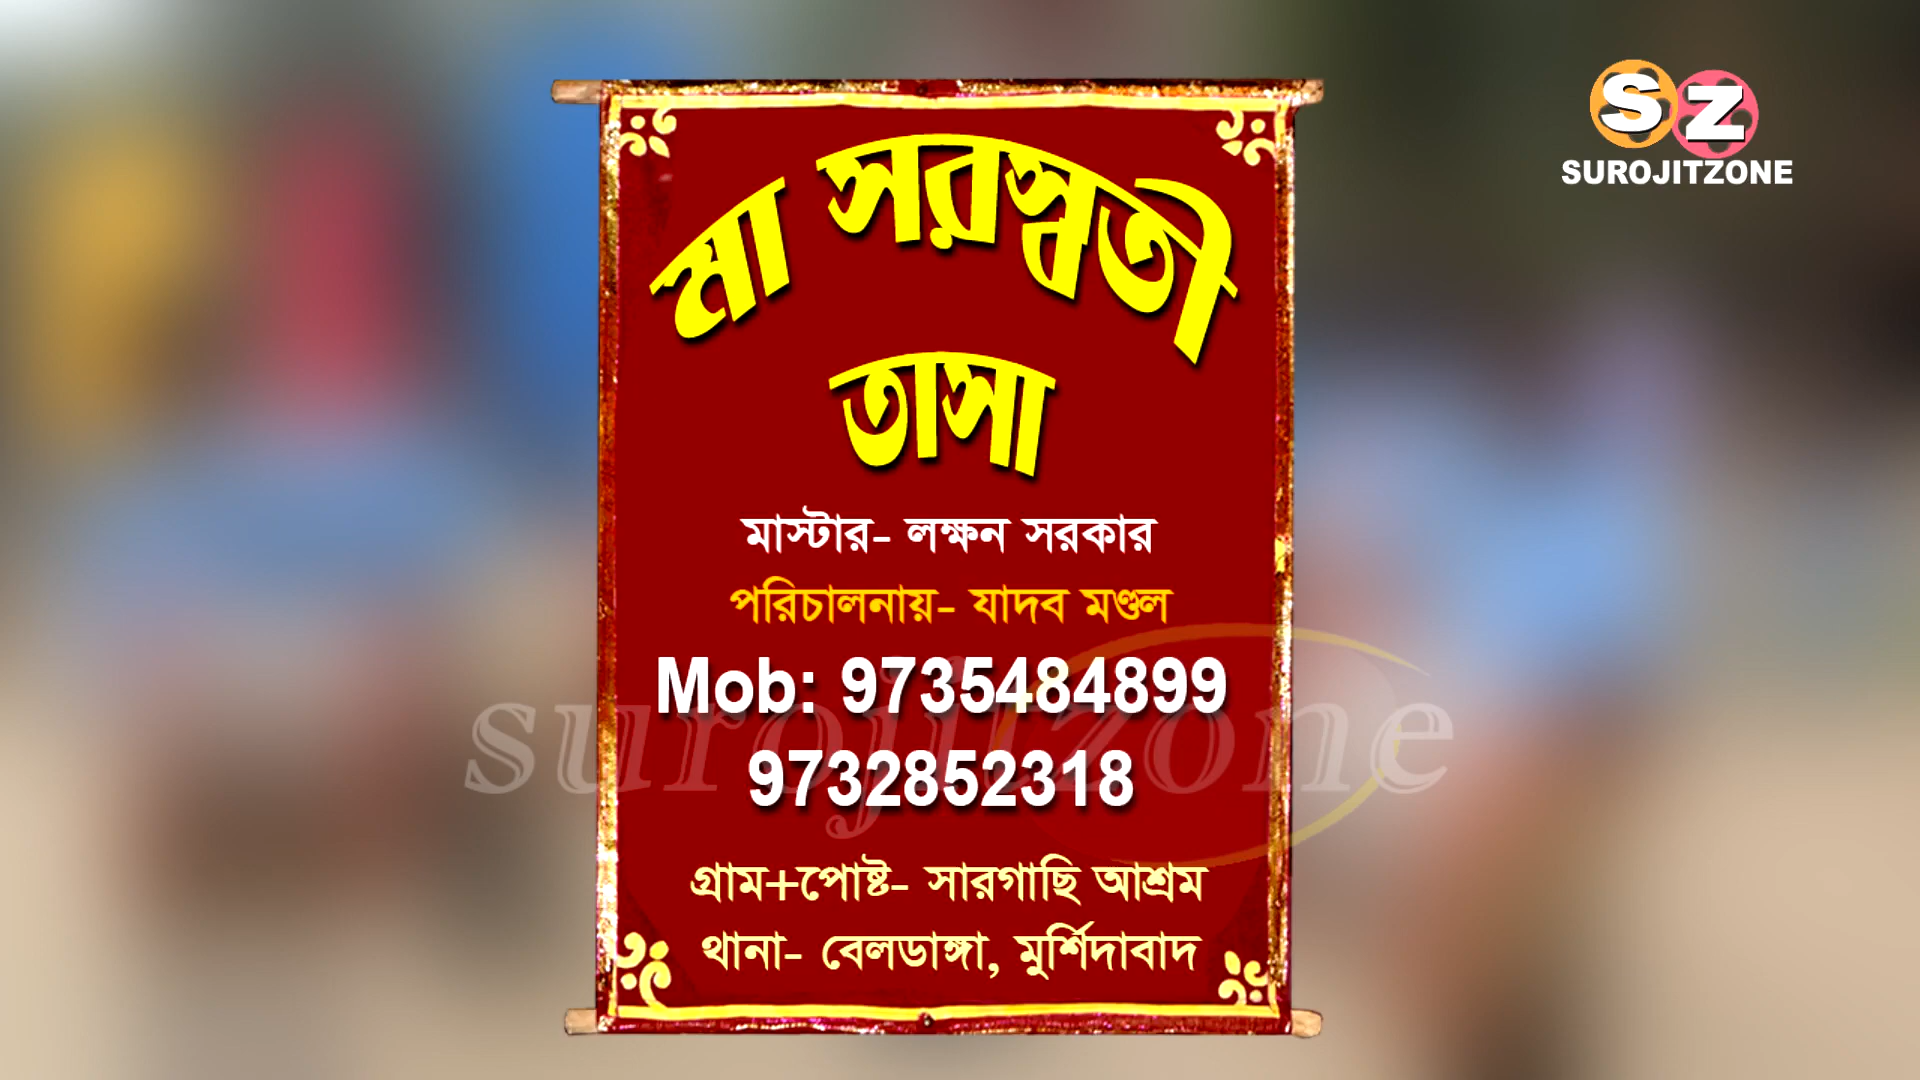 SZ
SUROJITZONE
মা সরস্বতী
তাসা
মাস্টার- লক্ষন সরকার
পরিচালনায়- যাদব মণ্ডল
Mob: 9735484899
9732852318
surojitzone
গ্রাম+পোষ্ট- সারগাছি আশ্রম
থানা- বেলডাঙ্গা, মুর্শিদাবাদ